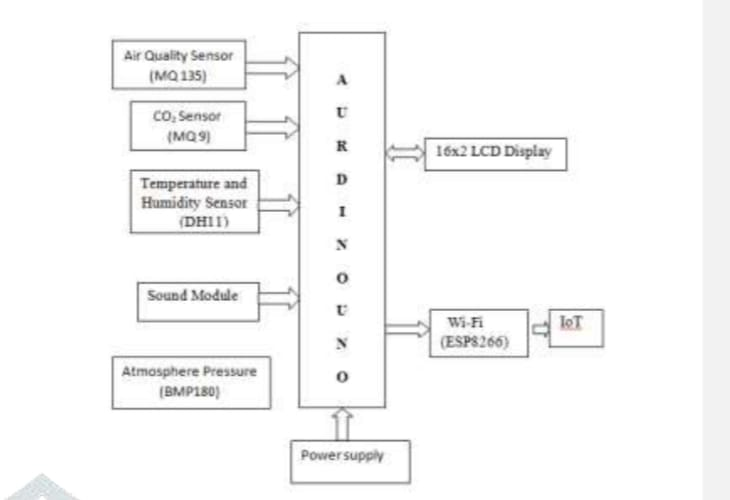 Air Quality Sensor
(MQ 135)
CO₂ Sensor
(MQ 9)
Temperature and
Humidity Sensor
(DH11)
Sound Module
Atmosphere Pressure
(BMP180)
A
U
R
D
I
N
O
U
N
O
16x2 LCD Display
Wi-Fi
(ESP8266)
IoT
Power supply